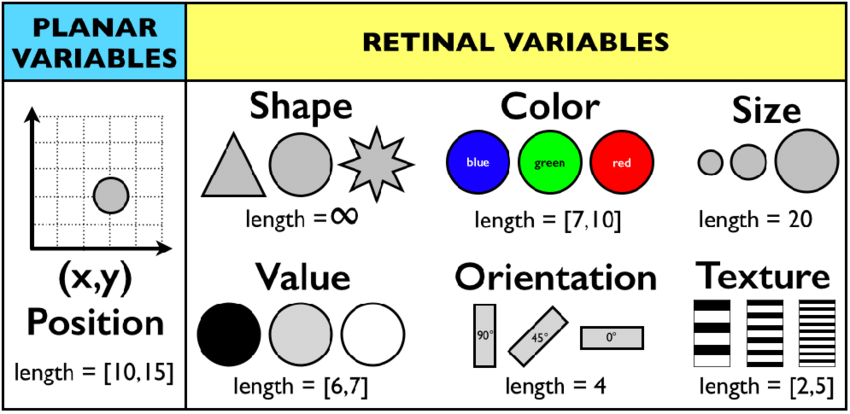 PLANAR
VARIABLES
RETINAL VARIABLES
(x,y)
Position
length = [10,15]
Shape
length =∞
Color
blue
green
red
length = [7,10]
Size
length = 20
Value
length = [6,7]
Orientation
90°
45°
0°
length = 4
Texture
length = [2,5]